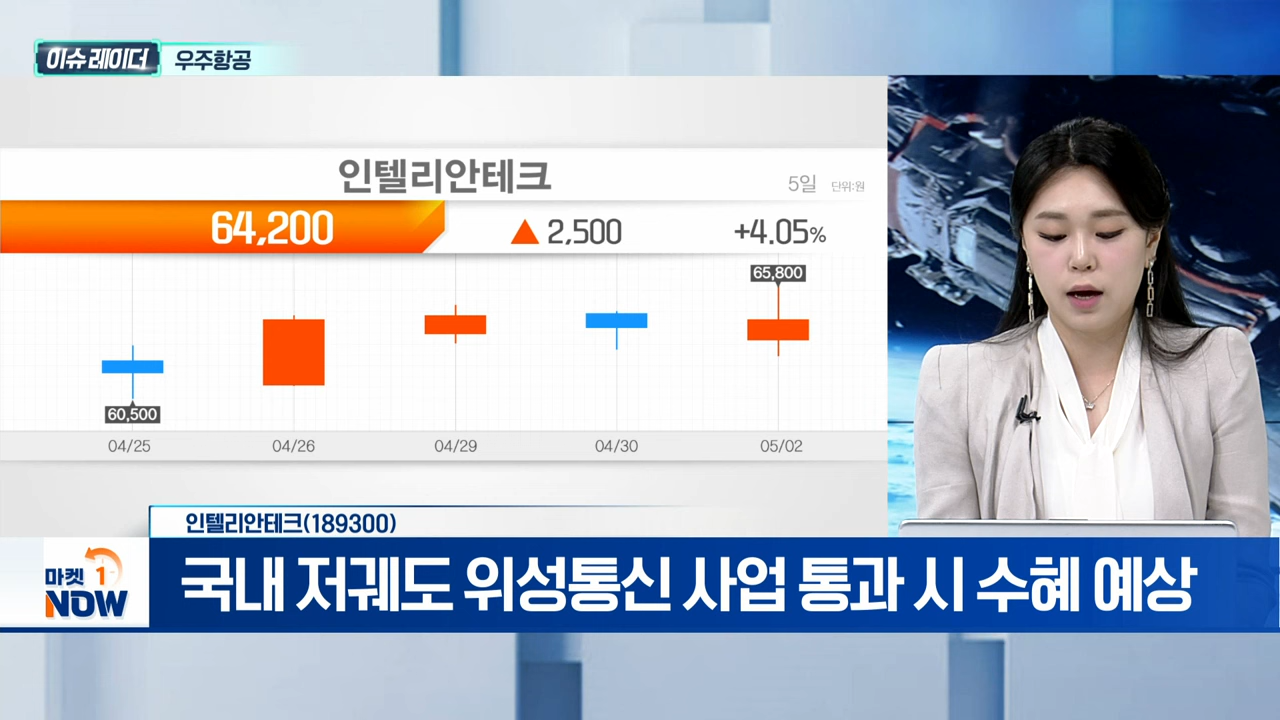 이슈 레이더 우주항공
인텔리안테크
5일 단위:원
64,200 ▲ 2,500 +4.05%
65,800
60,500
04/25 04/26 04/29 04/30 05/02
인텔리안테크(189300)
마켓 1
NOW
국내 저궤도 위성통신 사업 통과 시 수혜 예상